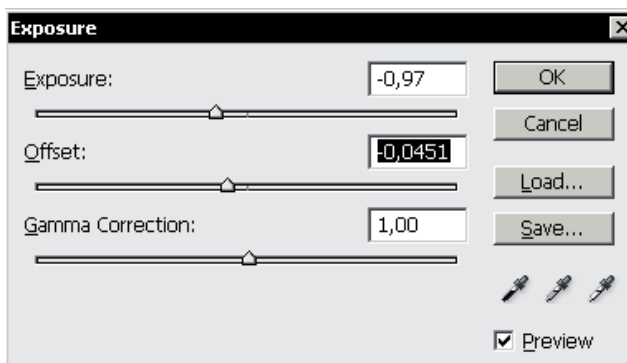 Exposure
Exposure: -0,97
OK
Cancel
Offset: -0,0451
Load...
Gamma Correction: 1,00
Save...
Preview